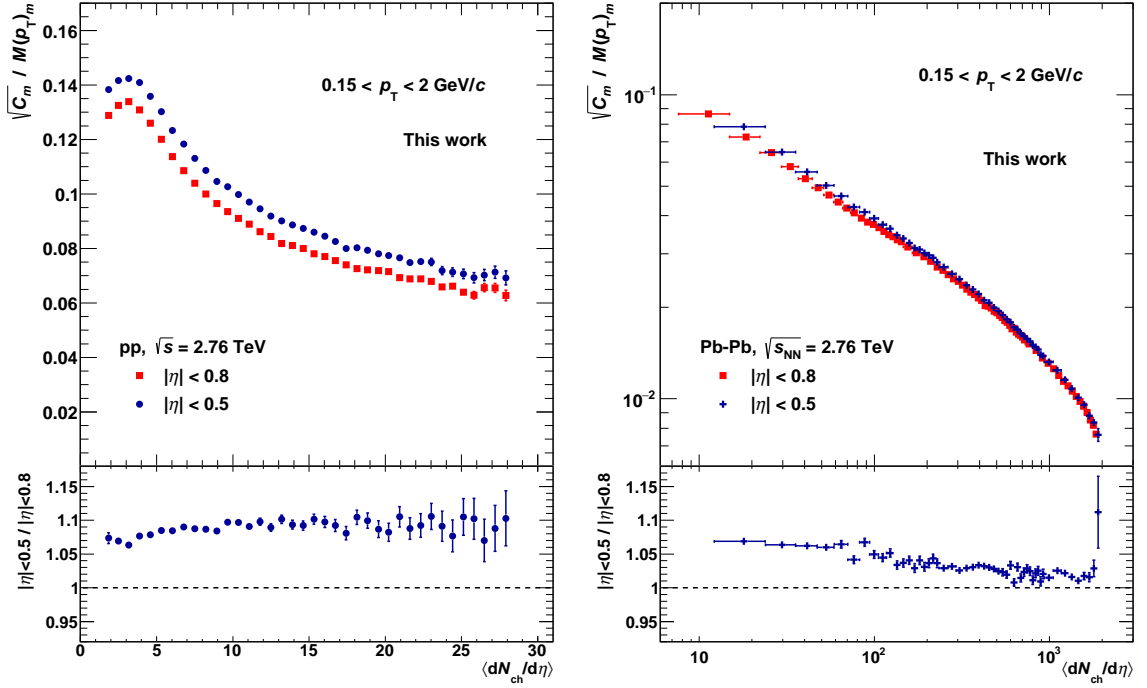 √C_m / M(p_T)_m
0.16
0.14
0.12
0.1
0.08
0.06
0.04
0.02
0.15 < p_T < 2 GeV/c
This work
pp, √s = 2.76 TeV
|η| < 0.8
|η| < 0.5
|η|<0.5 / |η|<0.8
1.15
1.1
1.05
1
0.95
0 5 10 15 20 25 30
⟨dN_ch/dη⟩
√C_m / M(p_T)_m
10⁻¹
10⁻²
0.15 < p_T < 2 GeV/c
This work
Pb-Pb, √s_NN = 2.76 TeV
|η| < 0.8
|η| < 0.5
|η|<0.5 / |η|<0.8
1.15
1.1
1.05
1
0.95
10 10² 10³
⟨dN_ch/dη⟩